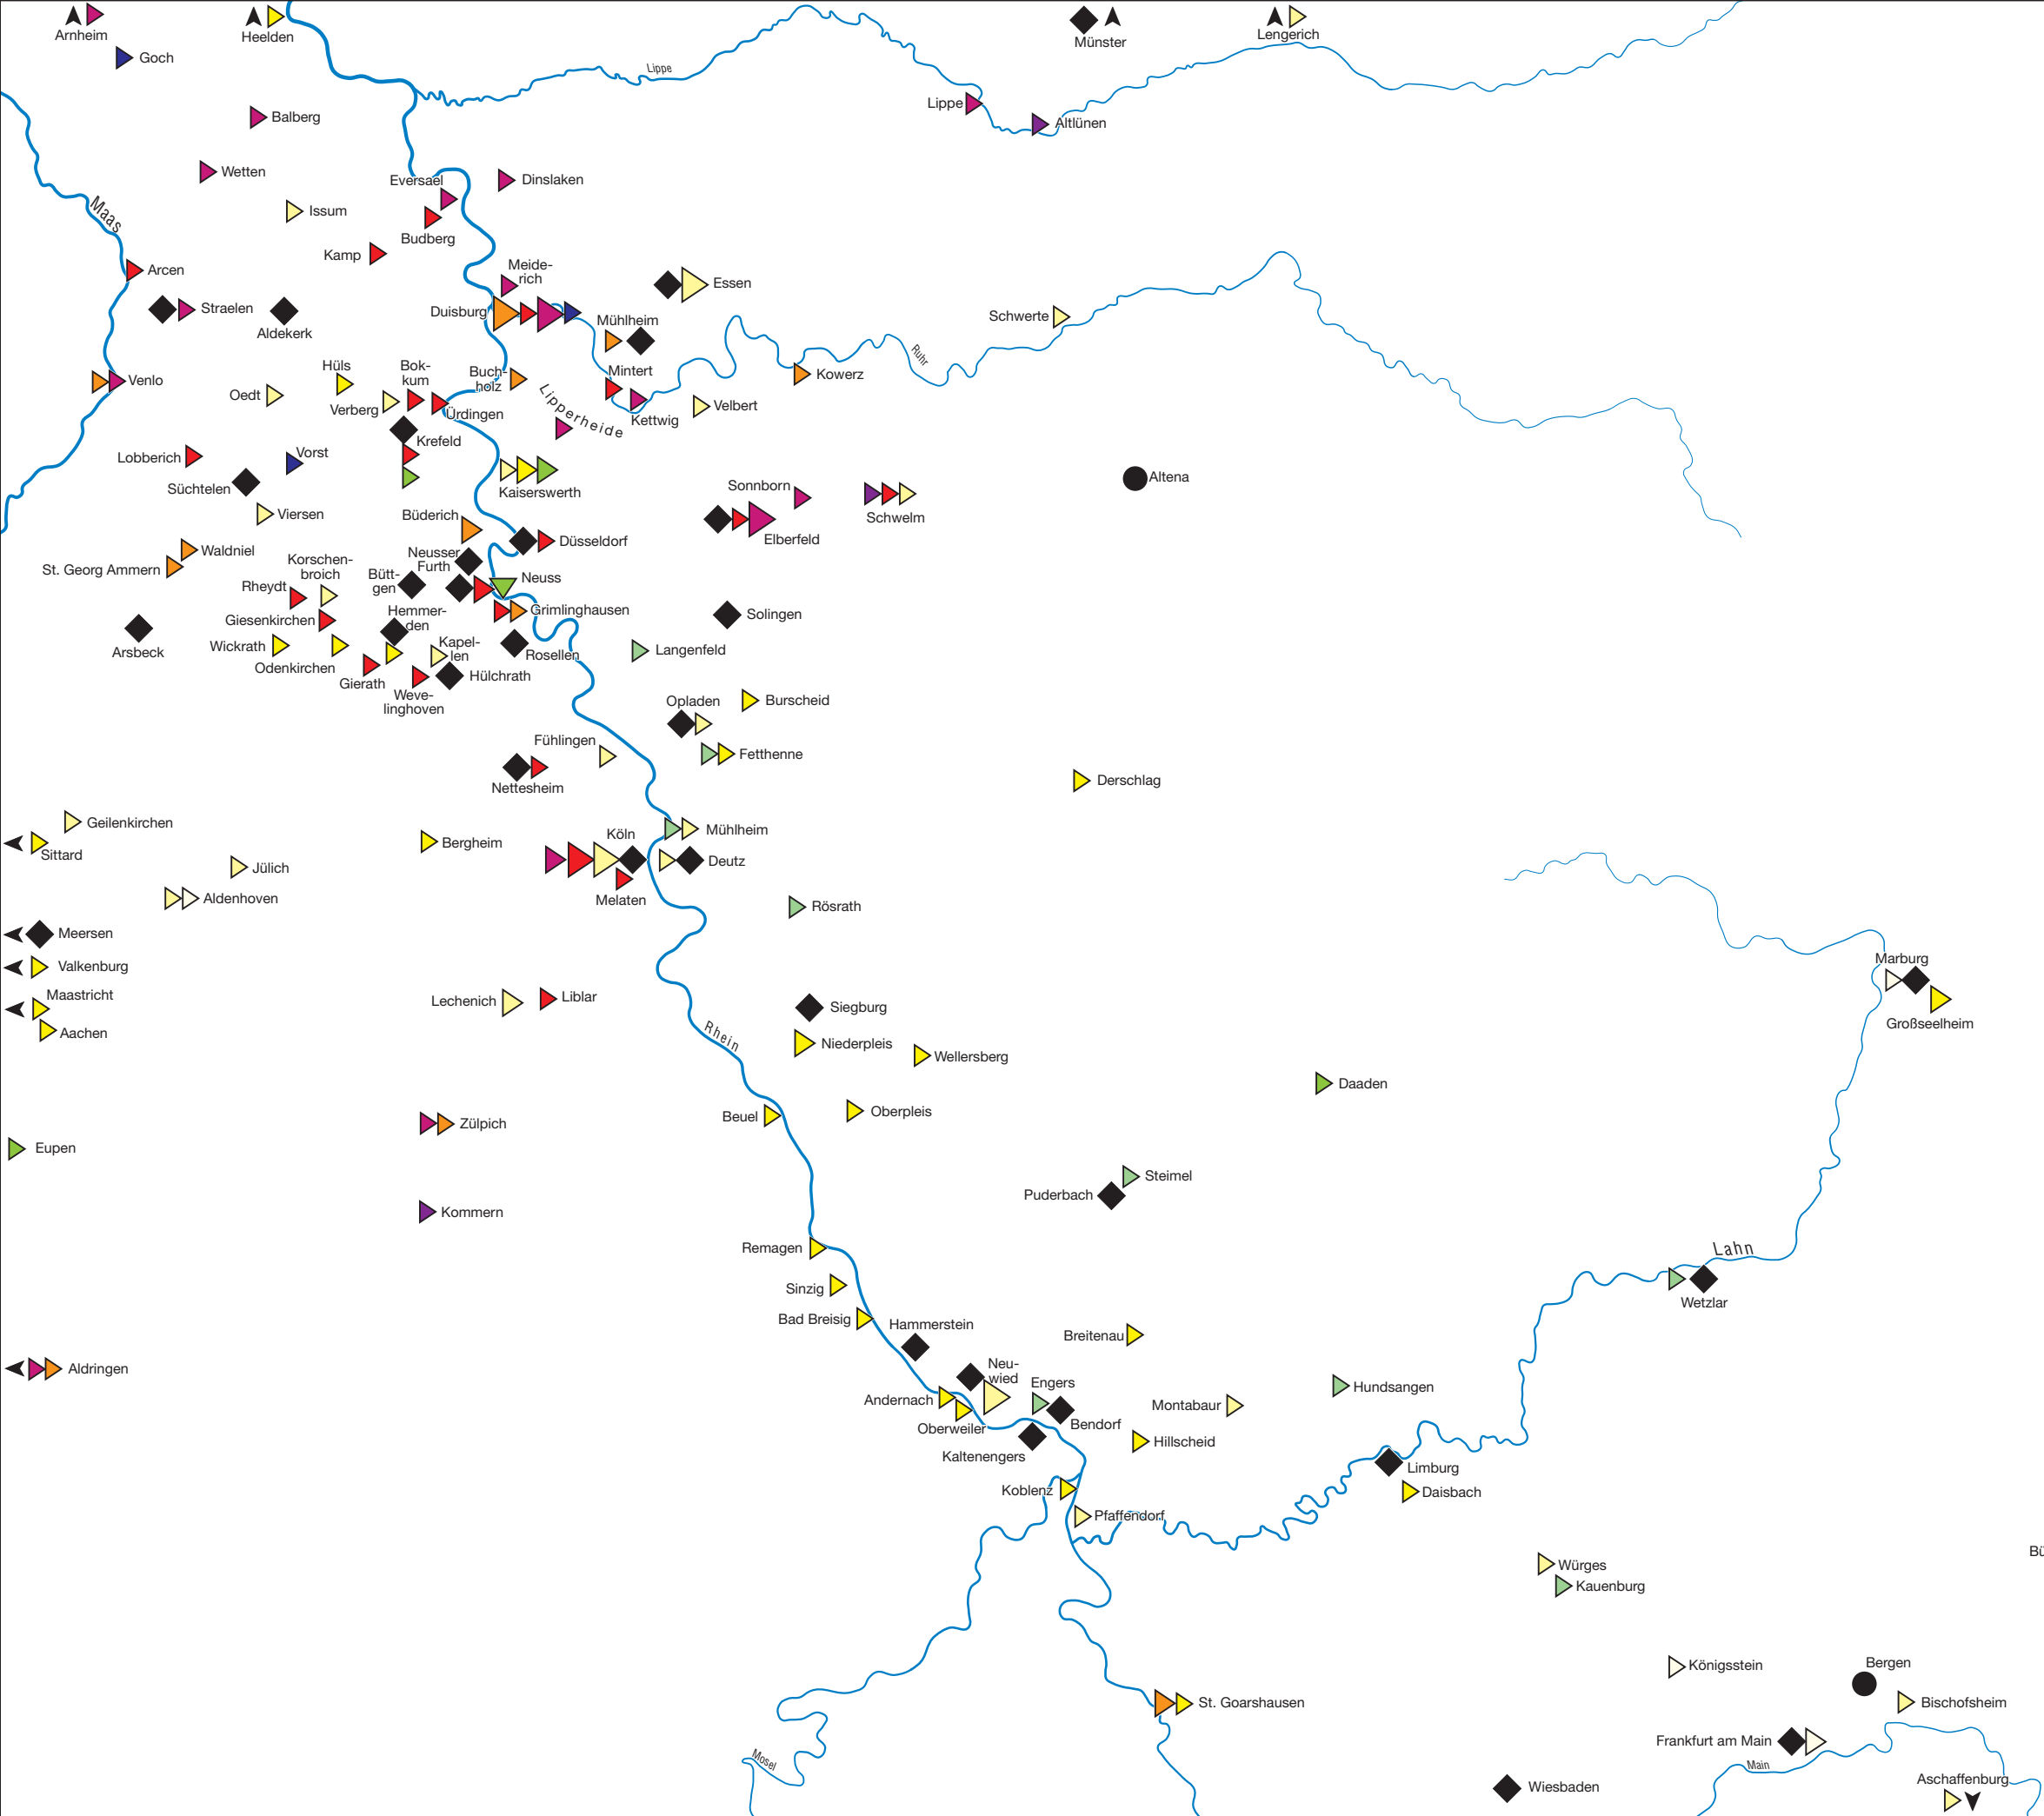 Arnheim
Heelden
Münster
Lengerich
Goch
Lippe
Lippe
Altlünen
Balberg
Wetten
Eversael
Dinslaken
Maas
Issum
Budberg
Kamp
Arcen
Meide-
rich
Essen
Straelen
Aldekerk
Duisburg
Mühlheim
Schwerte
Ruhr
Venlo
Hüls
Bok-
kum
Buch-
holz
Mintert
Kowerz
Oedt
Verberg
Ürdingen
Lipperheide
Kettwig
Velbert
Krefeld
Lobberich
Vorst
Süchtelen
Kaiserswerth
Sonnborn
Schwelm
Altena
Viersen
Büderich
Elberfeld
Düsseldorf
Waldniel
St. Georg Ammern
Korschen-
broich
Neusser
Furth
Bütt-
gen
Neuss
Rheydt
Giesenkirchen
Hemmer-
den
Grimlinghausen
Solingen
Arsbeck
Wickrath
Odenkirchen
Kapel-
len
Rosellen
Langenfeld
Gierath
Hülchrath
Weve-
linghoven
Opladen
Burscheid
Fühlingen
Fetthenne
Nettesheim
Derschlag
Geilenkirchen
Sittard
Bergheim
Köln
Mühlheim
Deutz
Jülich
Aldenhoven
Melaten
Rösrath
Meersen
Valkenburg
Marburg
Maastricht
Aachen
Lechenich
Liblar
Siegburg
Großseelheim
Rhein
Niederpleis
Wellersberg
Daaden
Beuel
Oberpleis
Zülpich
Eupen
Steimel
Puderbach
Kommern
Remagen
Lahn
Sinzig
Wetzlar
Bad Breisig
Hammerstein
Breitenau
Aldringen
Neu-
wied
Engers
Hundsangen
Andernach
Montabaur
Oberweiler
Bendorf
Hillscheid
Kaltenengers
Limburg
Koblenz
Daisbach
Pfaffendorf
Bü
Würges
Kauenburg
Königsstein
Bergen
St. Goarshausen
Bischofsheim
Frankfurt am Main
Mosel
Main
Wiesbaden
Aschaffenburg